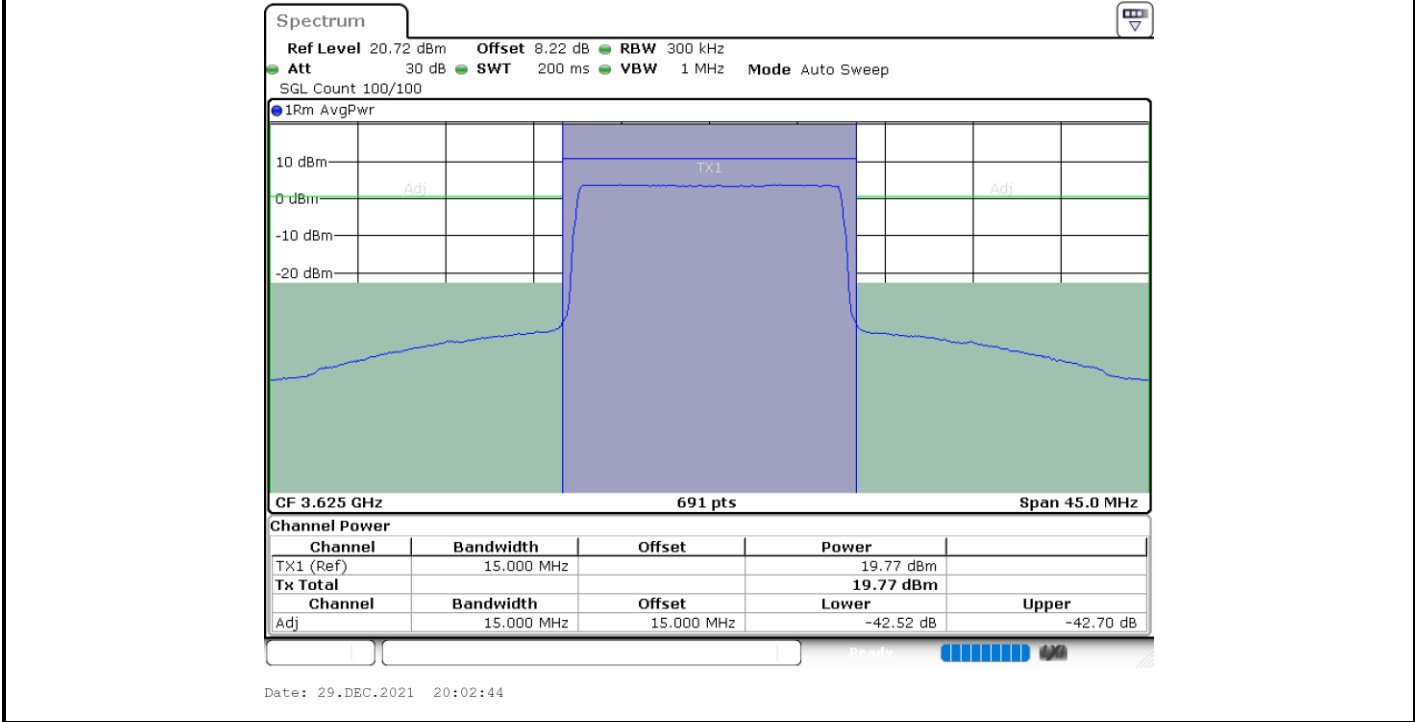 Spectrum
Ref Level 20.72 dBm Offset 8.22 dB RBW 300 kHz
Att 30 dB SWT 200 ms VBW 1 MHz Mode Auto Sweep
SGL Count 100/100
1Rm AvgPwr
10 dBm
TX1
Adj Adj
0 dBm
-10 dBm
-20 dBm
CF 3.625 GHz 691 pts Span 45.0 MHz
Channel Power
Channel Bandwidth Offset Power
TX1 (Ref) 15.000 MHz 19.77 dBm
Tx Total 19.77 dBm
Channel Bandwidth Offset Lower Upper
Adj 15.000 MHz 15.000 MHz -42.52 dB -42.70 dB
Ready
Date: 29.DEC.2021 20:02:44